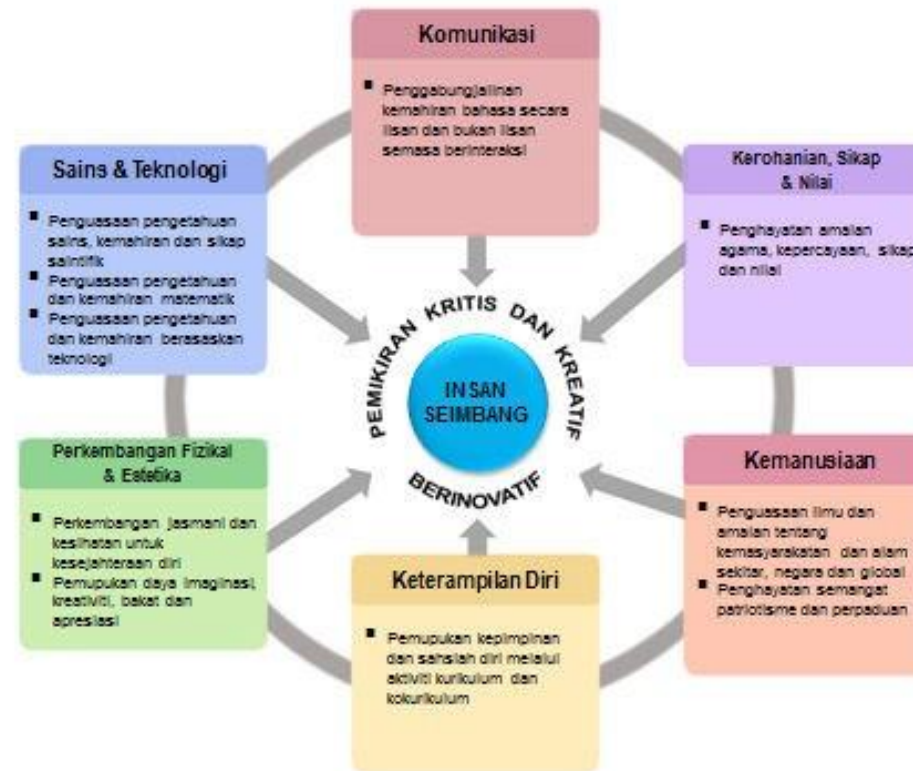 Komunikasi
▪ Penggabungjalinan
kemahiran bahasa secara
lisan dan bukan lisan
semasa berinteraksi
Sains & Teknologi
▪ Penguasaan pengetahuan
sains, kemahiran dan sikap
saintifik
▪ Penguasaan pengetahuan
dan kemahiran matematik
▪ Penguasaan pengetahuan
dan kemahiran berasaskan
teknologi
Kerohanian, Sikap
& Nilai
▪ Penghayatan amalan
agama, kepercayaan, sikap
dan nilai
PEMIKIRAN KRITIS DAN KREATIF
INSAN
SEIMBANG
BERINOVATIF
Perkembangan Fizikal
& Estetika
▪ Perkembangan jasmani dan
kesihatan untuk
kesejahteraan diri
▪ Pemupukan daya imaginasi,
kreativiti, bakat dan
apresiasi
Keterampilan Diri
▪ Pemupukan kepimpinan
dan sahsiah diri melalui
aktiviti kurikulum dan
kokurikulum
Kemanusiaan
▪ Penguasaan ilmu dan
amalan tentang
kemasyarakatan dan alam
sekitar, negara dan global
▪ Penghayatan semangat
patriotisme dan perpaduan